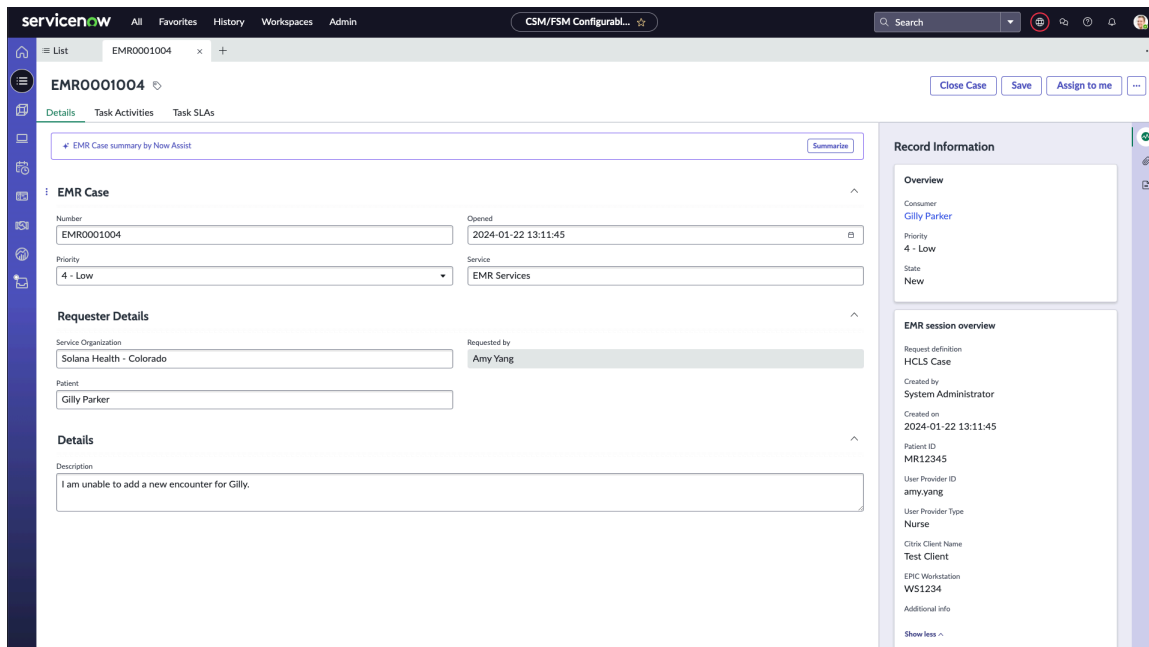 servicenow All Favorites History Workspaces Admin CSM/FSM Configurabl... Search
List EMR0001004
EMR0001004 Close Case Save Assign to me
Details Task Activities Task SLAs
EMR Case summary by Now Assist Summarize
EMR Case
Number Opened
EMR0001004 2024-01-22 13:11:45
Priority Service
4 - Low EMR Services
Requester Details
Service Organization Requested by
Solana Health - Colorado Amy Yang
Patient
Gilly Parker
Details
Description
I am unable to add a new encounter for Gilly.
Record Information
Overview
Consumer
Gilly Parker
Priority
4 - Low
State
New
EMR session overview
Request definition
HCLS Case
Created by
System Administrator
Created on
2024-01-22 13:11:45
Patient ID
MR12345
User Provider ID
amy.yang
User Provider Type
Nurse
Citrix Client Name
Test Client
EPIC Workstation
WS1234
Additional info
Show less